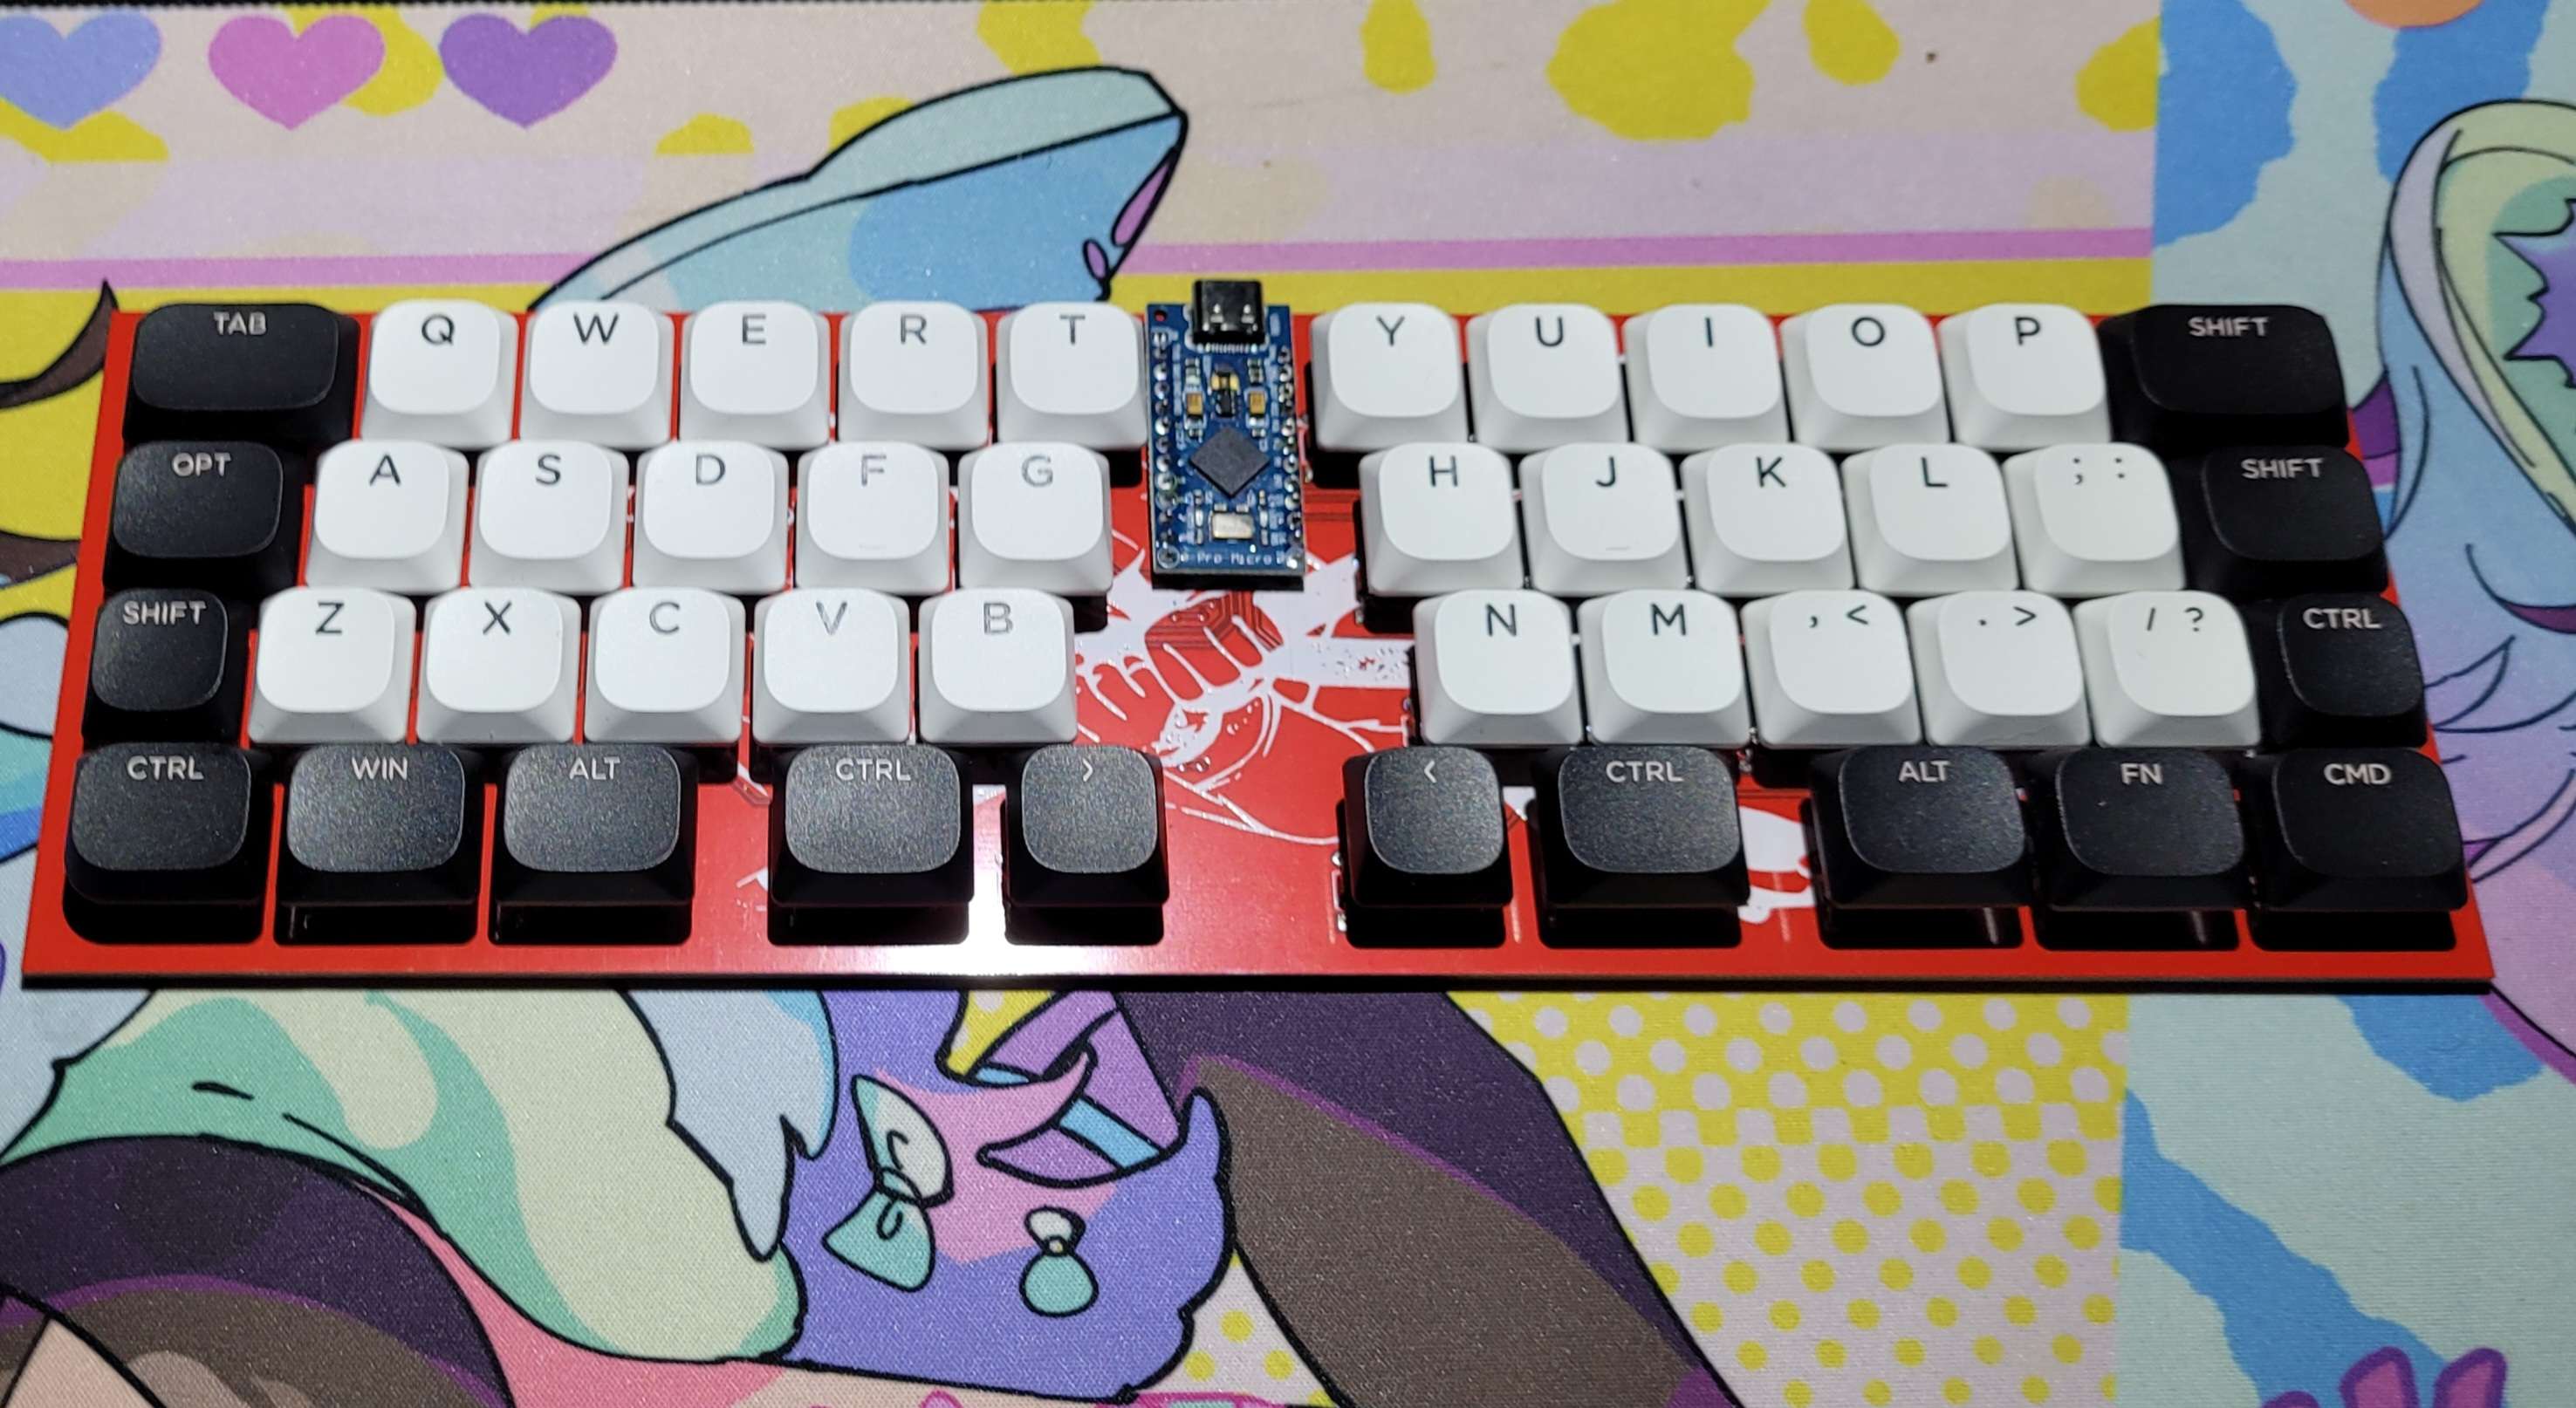 TAB Q W E R T Y U I O P SHIFT
OPT A S D F G H J K L ; : SHIFT
Pro Micro
SHIFT Z X C V B N M , < . > / ? CTRL
CTRL WIN ALT CTRL > < CTRL ALT FN CMD